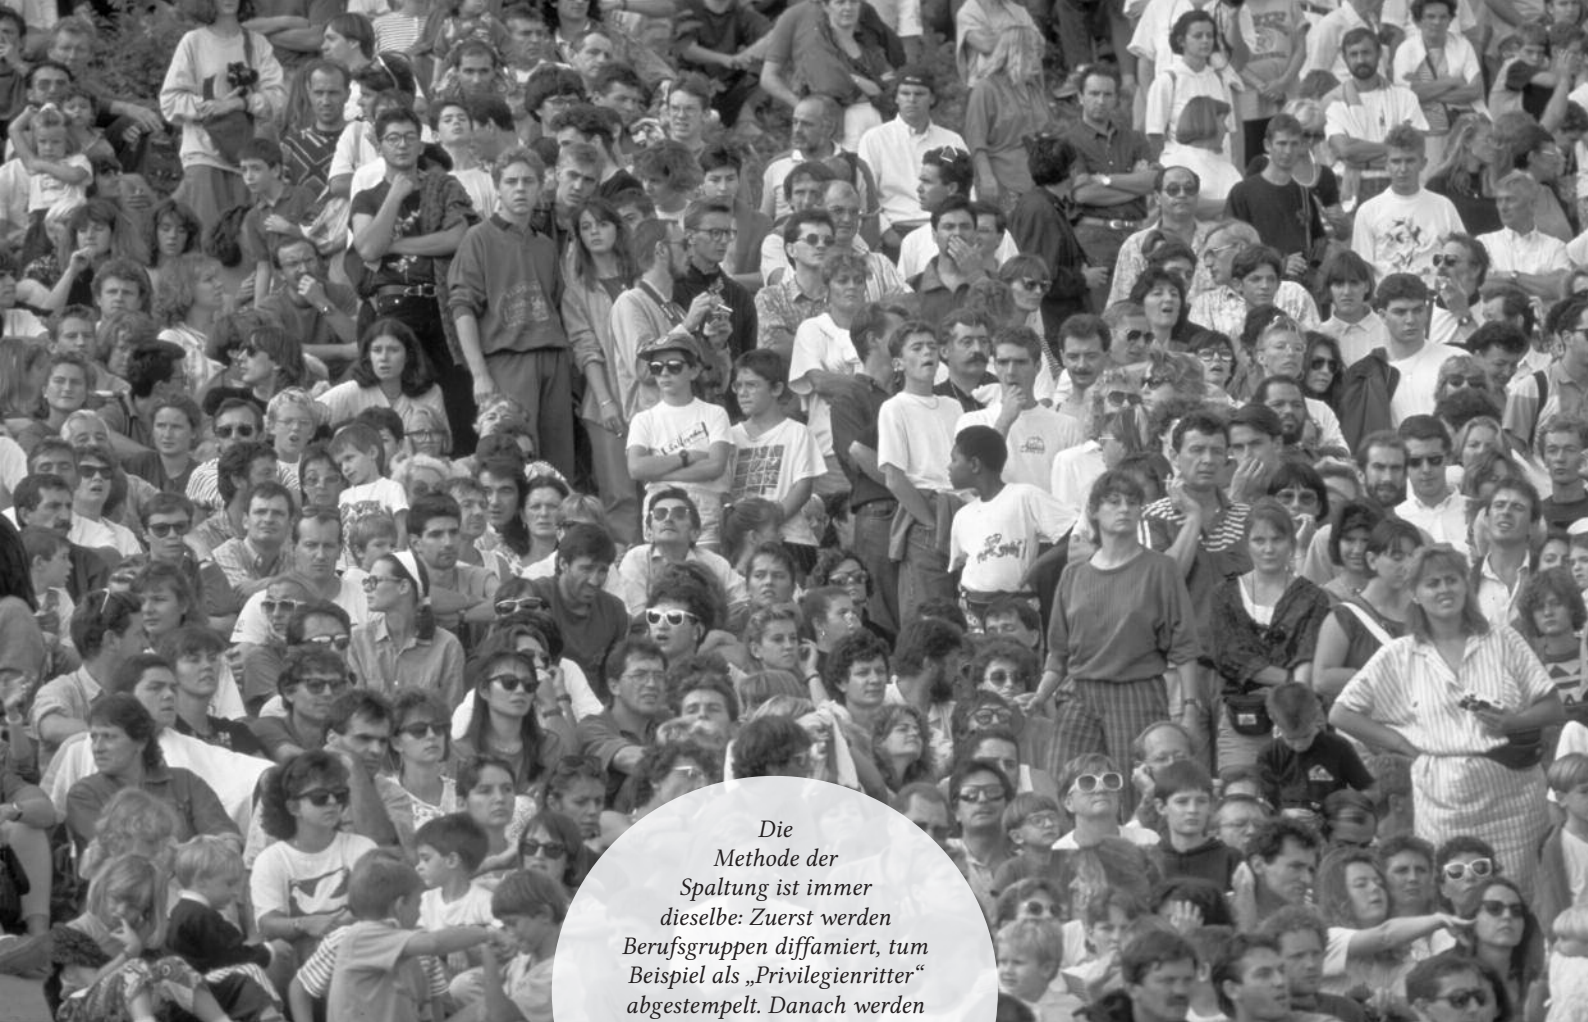 Die
Methode der
Spaltung ist immer
dieselbe: Zuerst werden
Berufsgruppen diffamiert, tum
Beispiel als „Privilegienritter“
abgestempelt. Danach werden